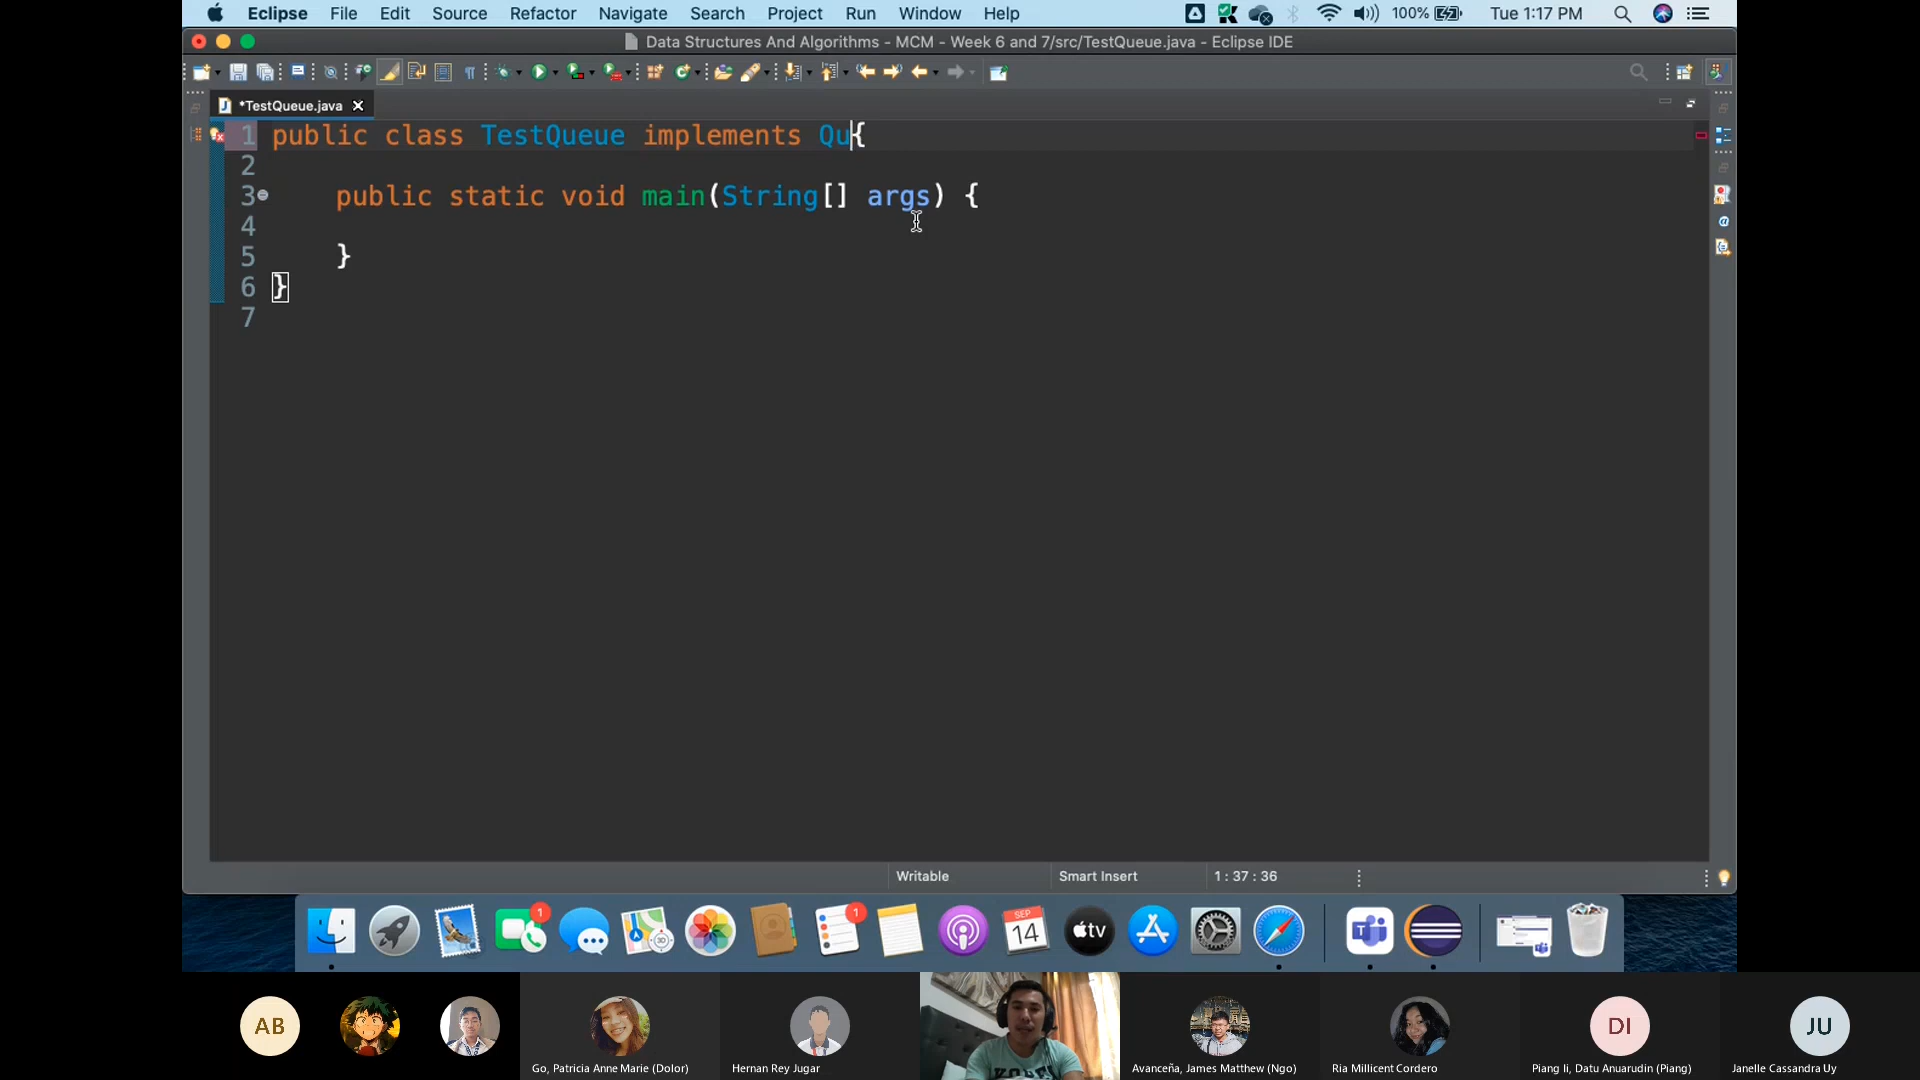 Eclipse File Edit Source Refactor Navigate Search Project Run Window Help 100% Tue 1:17 PM
Data Structures And Algorithms - MCM - Week 6 and 7/src/TestQueue.java - Eclipse IDE
*TestQueue.java
1 public class TestQueue implements Qu{
2
3 public static void main(String[] args) {
4
5 }
6 }
7
Writable Smart Insert 1 : 37 : 36
1 1 SEP 14 tv
AB DI JU
Go, Patricia Anne Marie (Dolor) Hernan Rey Jugar Avanceña, James Matthew (Ngo) Ria Millicent Cordero Piang Ii, Datu Anuarudin (Piang) Janelle Cassandra Uy